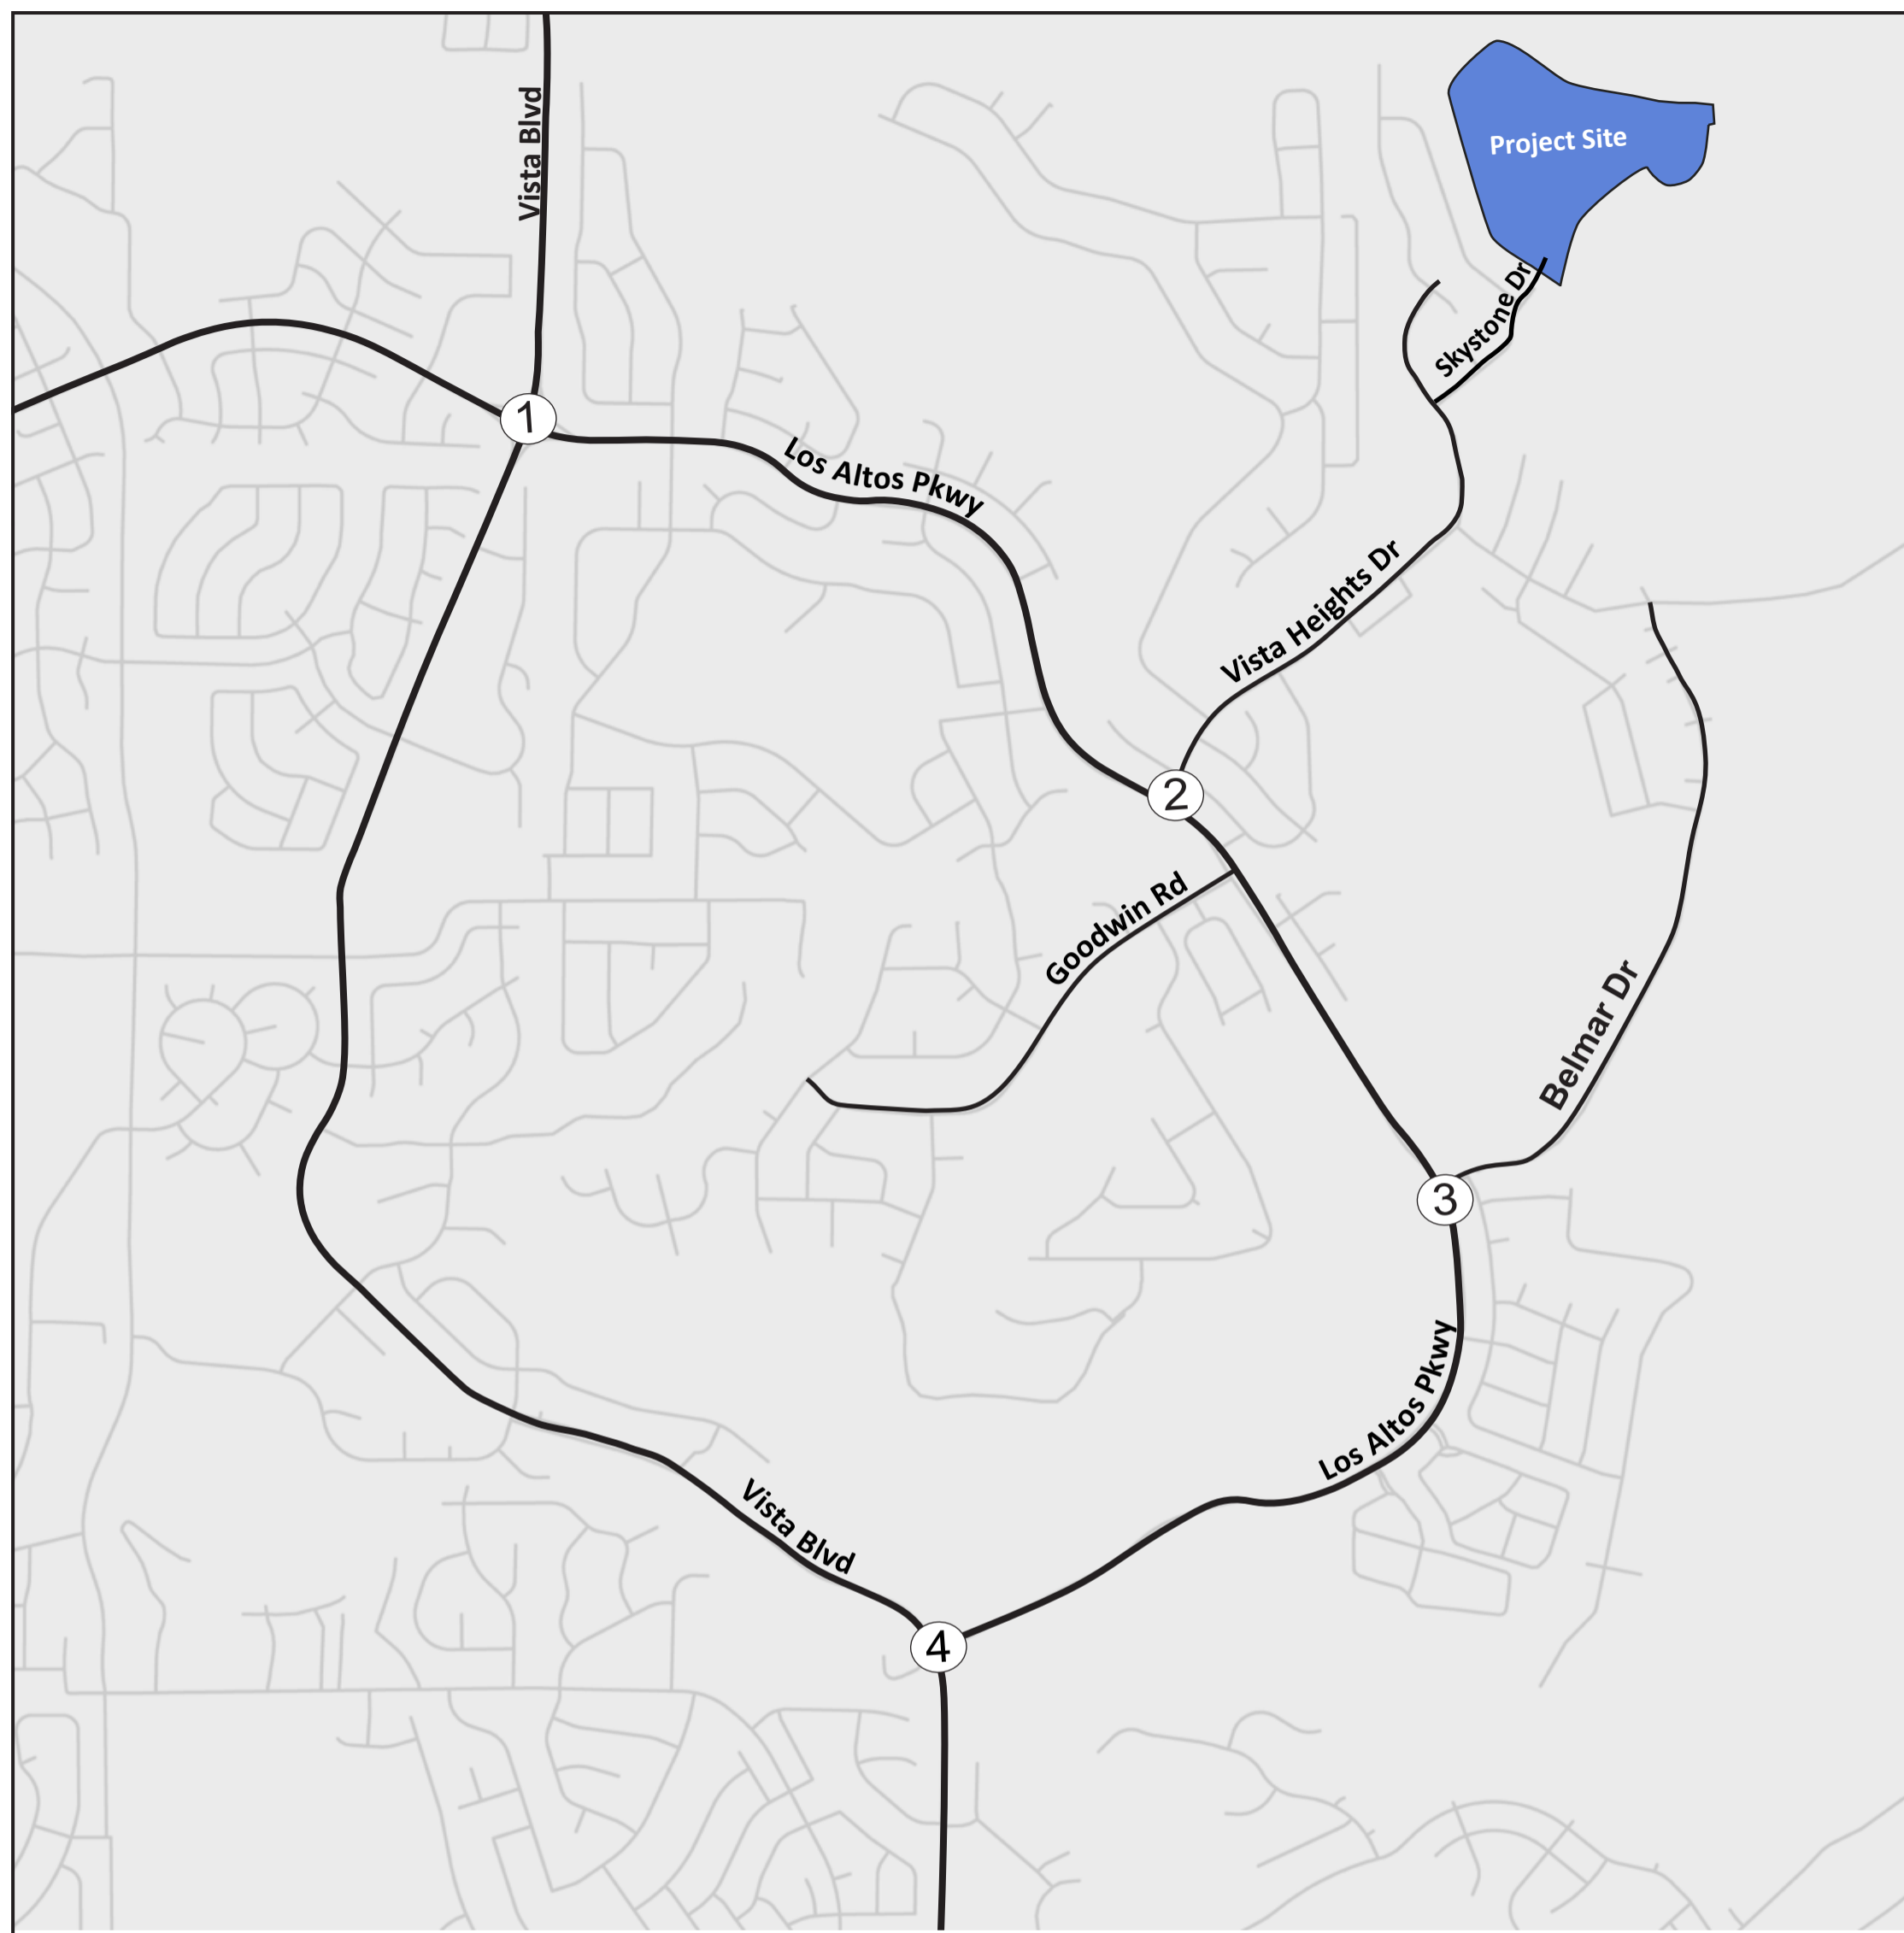 Vista Blvd
Project Site
Skystone Dr
1
Los Altos Pkwy
Vista Heights Dr
2
Goodwin Rd
Belmar Dr
3
Los Altos Pkwy
Vista Blvd
4